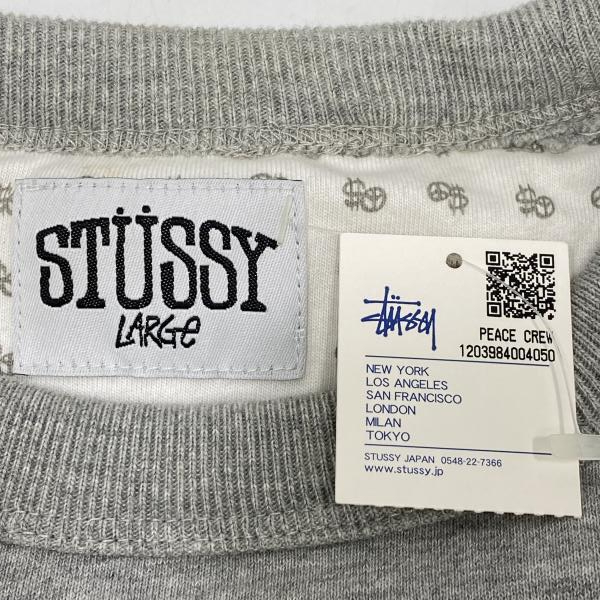 STÜSSY
LARGe
Stüssy
PEACE CREW
1203984004050
NEW YORK
LOS ANGELES
SAN FRANCISCO
LONDON
MILAN
TOKYO
STUSSY JAPAN 0548-22-7366
www.stussy.jp